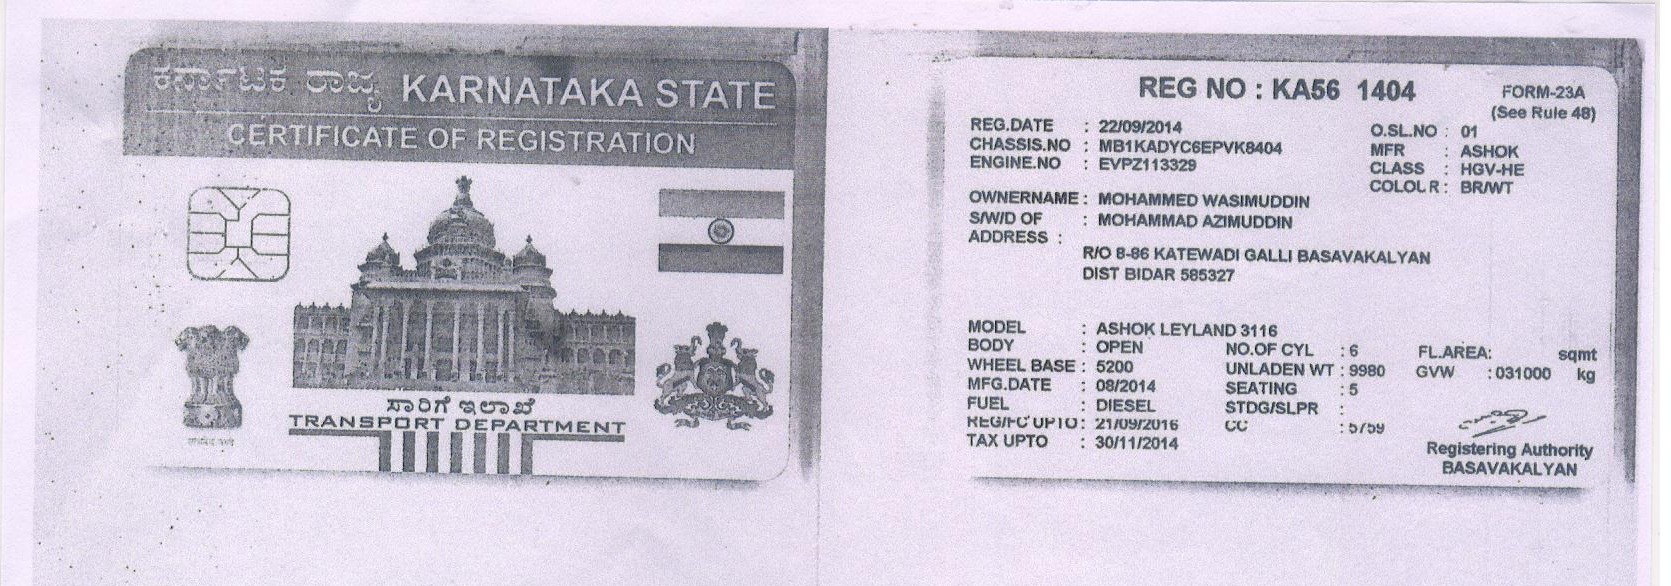 ಕರ್ನಾಟಕ ರಾಜ್ಯ KARNATAKA STATE
CERTIFICATE OF REGISTRATION
ಸಾರಿಗೆ ಇಲಾಖೆ
TRANSPORT DEPARTMENT
REG NO : KA56 1404
FORM-23A
(See Rule 48)
REG.DATE : 22/09/2014 O.SL.NO : 01
CHASSIS.NO : MB1KADYC6EPVK8404 MFR : ASHOK
ENGINE.NO : EVPZ113329 CLASS : HGV-HE
COLOLR : BR/WT
OWNERNAME : MOHAMMED WASIMUDDIN
S/W/D OF : MOHAMMAD AZIMUDDIN
ADDRESS :
R/O 8-86 KATEWADI GALLI BASAVAKALYAN
DIST BIDAR 585327
MODEL : ASHOK LEYLAND 3116
BODY : OPEN NO.OF CYL : 6 FL.AREA: sqmt
WHEEL BASE : 5200 UNLADEN WT : 9980 GVW : 031000 kg
MFG.DATE : 08/2014 SEATING : 5
FUEL : DIESEL STDG/SLPR :
REG/FC UPTO : 21/09/2016 CC : 5759
TAX UPTO : 30/11/2014
Registering Authority
BASAVAKALYAN